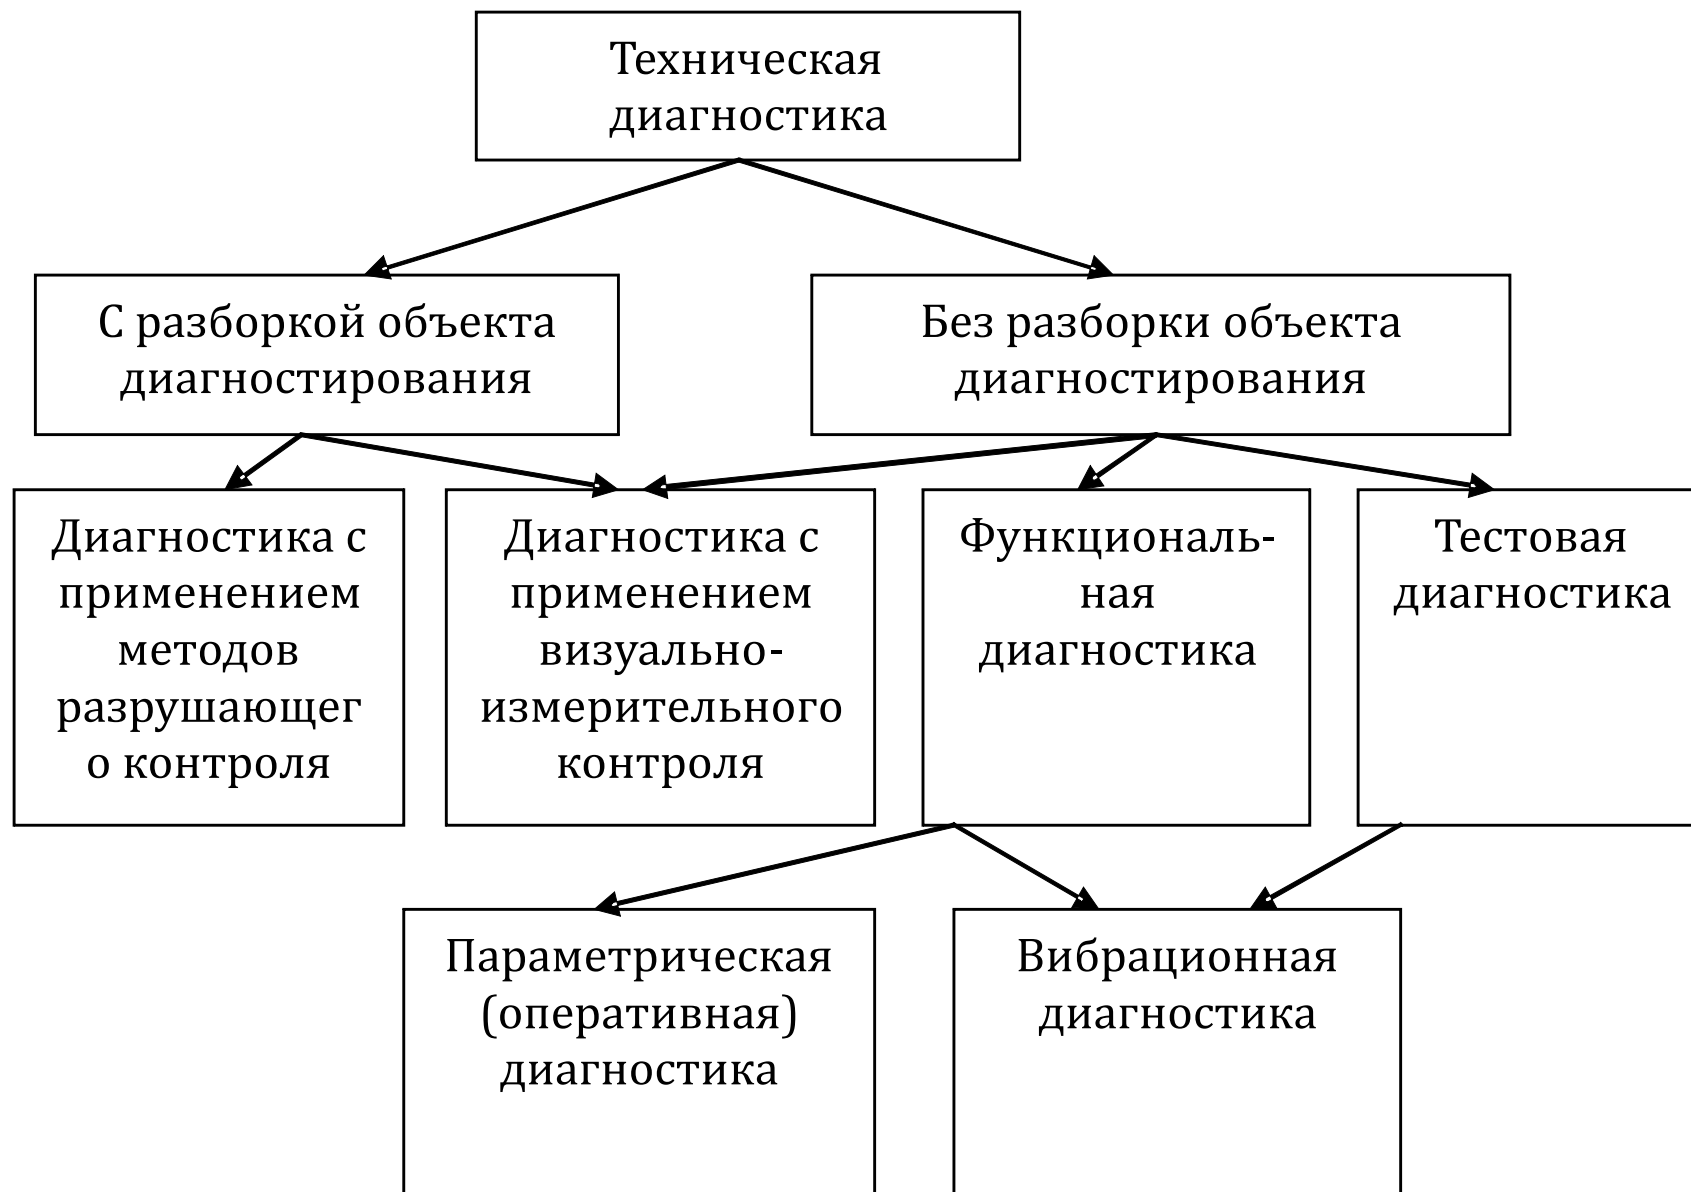 Техническая
диагностика
С разборкой объекта
диагностирования
Без разборки объекта
диагностирования
Диагностика с
применением
методов
разрушающег
о контроля
Диагностика с
применением
визуально-
измерительного
контроля
Функциональ-
ная
диагностика
Тестовая
диагностика
Параметрическая
(оперативная)
диагностика
Вибрационная
диагностика